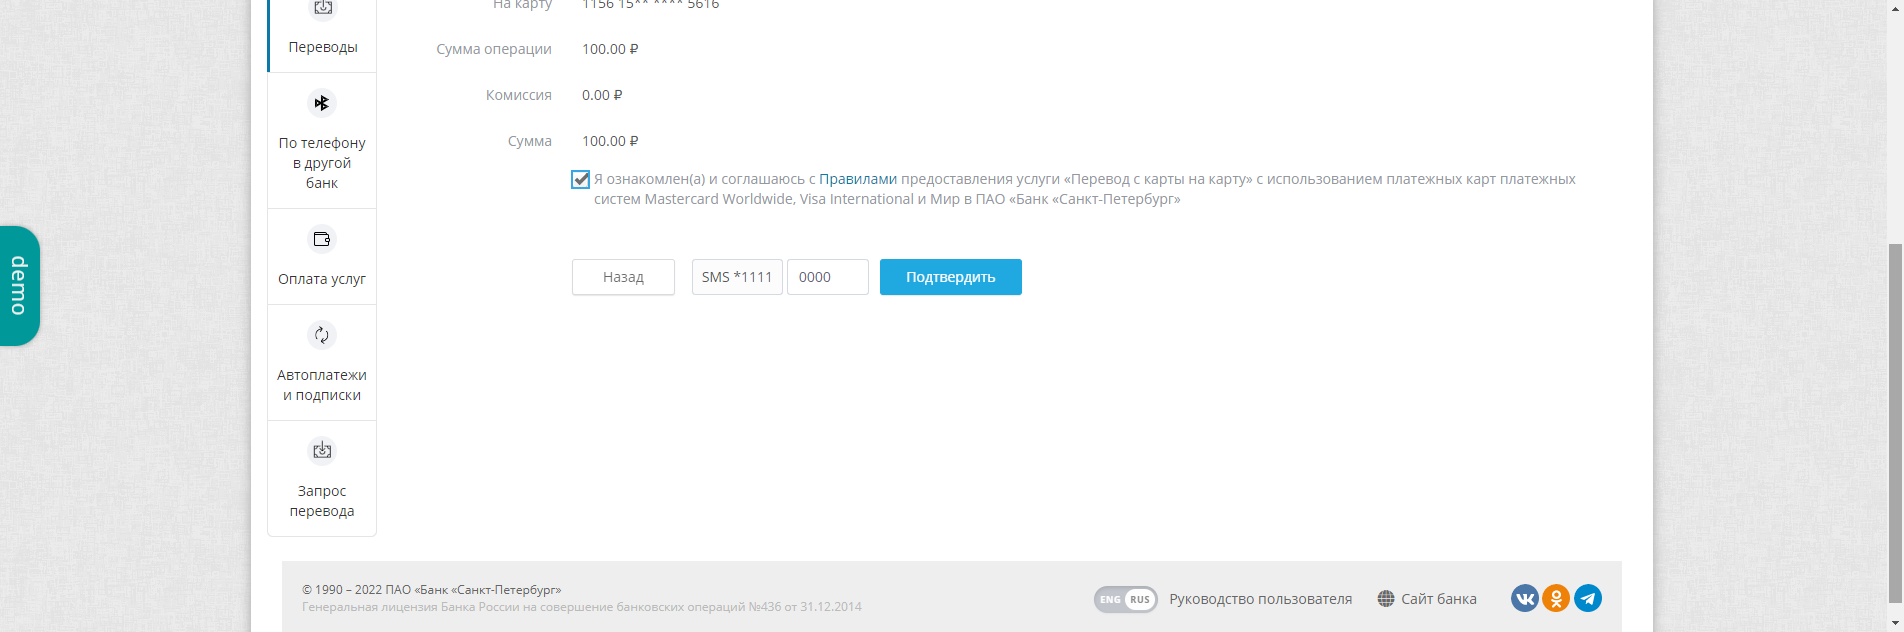 На карту 1156 15** **** 5616
Переводы
Сумма операции 100.00 ₽
Комиссия 0.00 ₽
Сумма 100.00 ₽
По телефону
в другой
банк
Я ознакомлен(а) и соглашаюсь с Правилами предоставления услуги «Перевод с карты на карту» с использованием платежных карт платежных
систем Mastercard Worldwide, Visa International и Мир в ПАО «Банк «Санкт-Петербург»
demo
Оплата услуг
Назад SMS *1111 0000 Подтвердить
Автоплатежи
и подписки
Запрос
перевода
© 1990 – 2022 ПАО «Банк «Санкт-Петербург»
Генеральная лицензия Банка России на совершение банковских операций №436 от 31.12.2014
ENG RUS Руководство пользователя Сайт банка